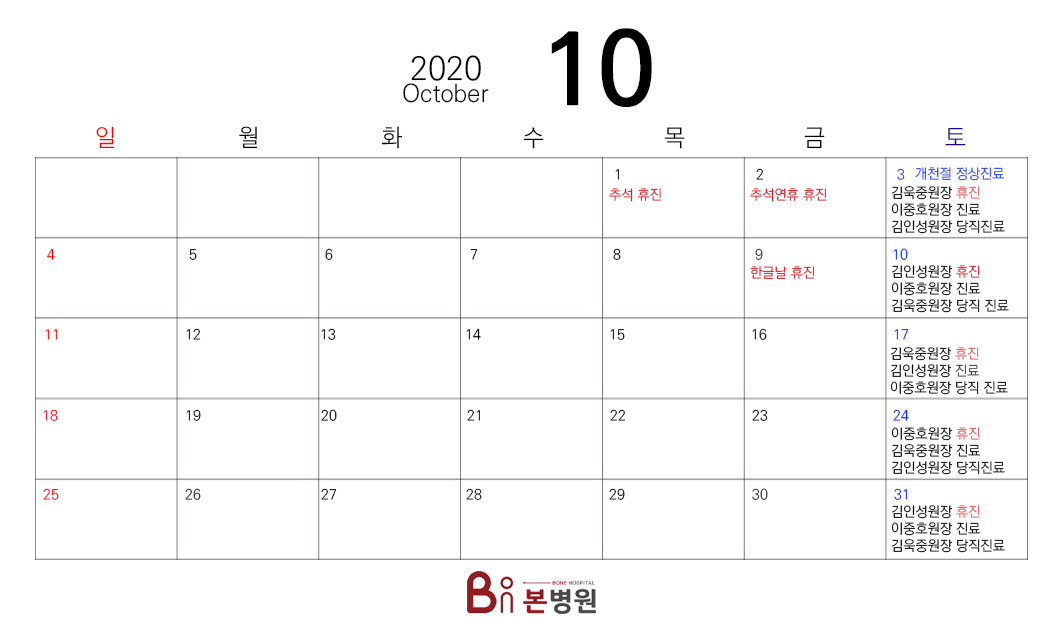 2020
October
10
일 월 화 수 목 금 토
1
추석 휴진
2
추석연휴 휴진
3 개천절 정상진료
김욱중원장 휴진
이중호원장 진료
김인성원장 당직진료
4
5
6
7
8
9
한글날 휴진
10
김인성원장 휴진
이중호원장 진료
김욱중원장 당직 진료
11
12
13
14
15
16
17
김욱중원장 휴진
김인성원장 진료
이중호원장 당직 진료
18
19
20
21
22
23
24
이중호원장 휴진
김욱중원장 진료
김인성원장 당직진료
25
26
27
28
29
30
31
김인성원장 휴진
이중호원장 진료
김욱중원장 당직진료
BONE HOSPITAL
본병원